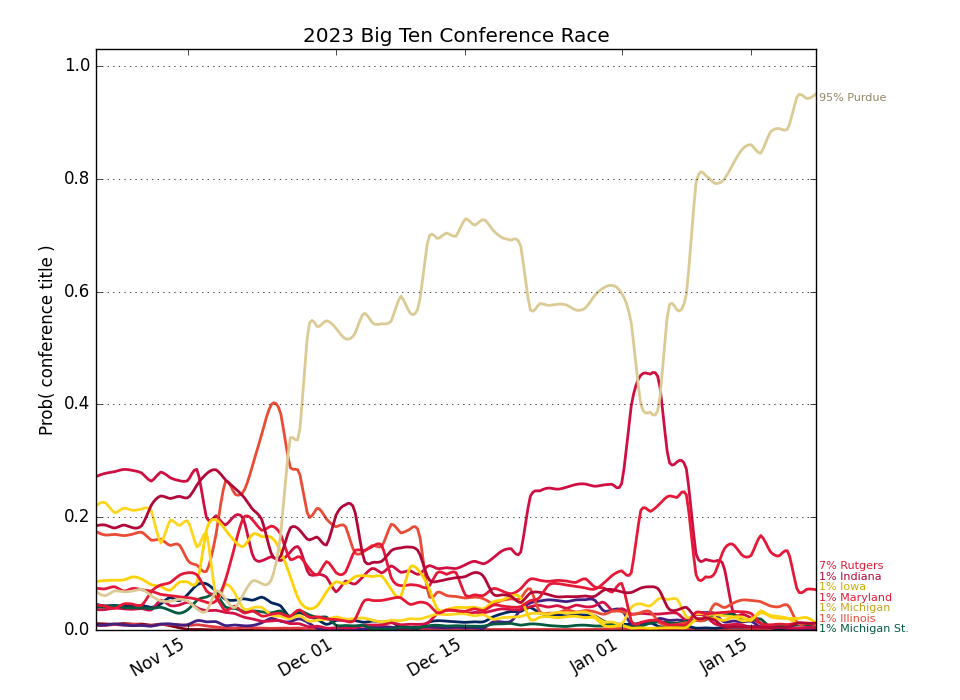 2023 Big Ten Conference Race
Prob( conference title )
1.0
0.8
0.6
0.4
0.2
0.0
Nov 15
Dec 01
Dec 15
Jan 01
Jan 15
95% Purdue
7% Rutgers
1% Indiana
1% Iowa
1% Maryland
1% Michigan
1% Illinois
1% Michigan St.